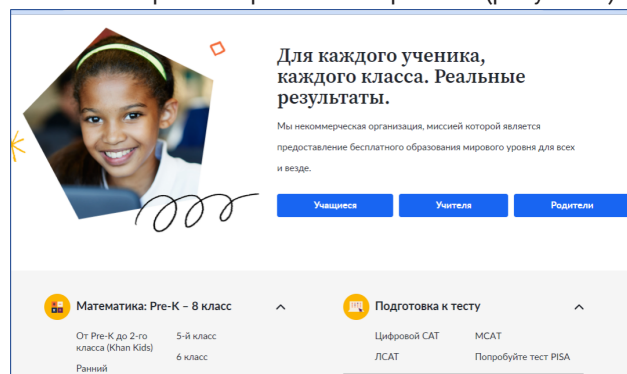 Для каждого ученика,
каждого класса. Реальные
результаты.
Мы некоммерческая организация, миссией которой является
предоставление бесплатного образования мирового уровня для всех
и везде.
Учащиеся
Учителя
Родители
Математика: Pre-K – 8 класс
От Pre-K до 2-го
класса (Khan Kids)
Ранний
5-й класс
6 класс
Подготовка к тесту
Цифровой САТ
ЛСАТ
МСАТ
Попробуйте тест PISA